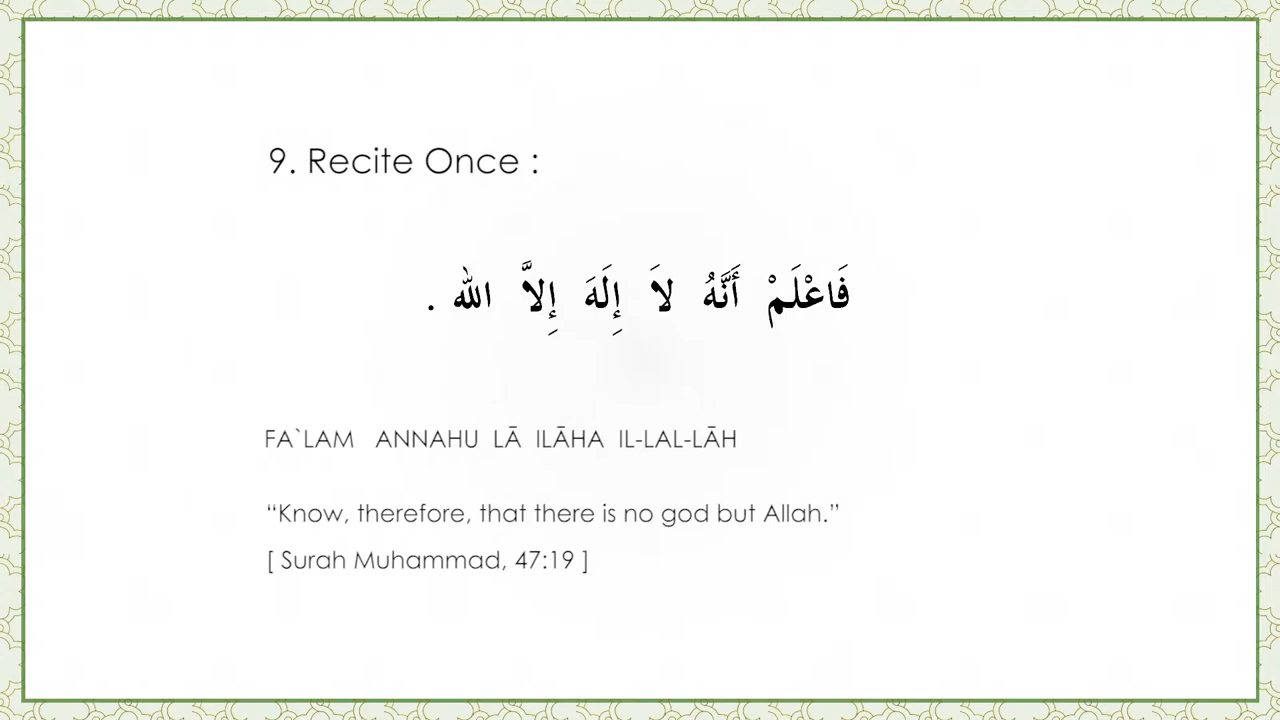 9. Recite Once :
فَاعْلَمْ أَنَّهُ لاَ إِلَهَ إِلاَّ الله .
FA`LAM ANNAHU LĀ ILĀHA IL-LAL-LĀH
“Know, therefore, that there is no god but Allah.”
[ Surah Muhammad, 47:19 ]